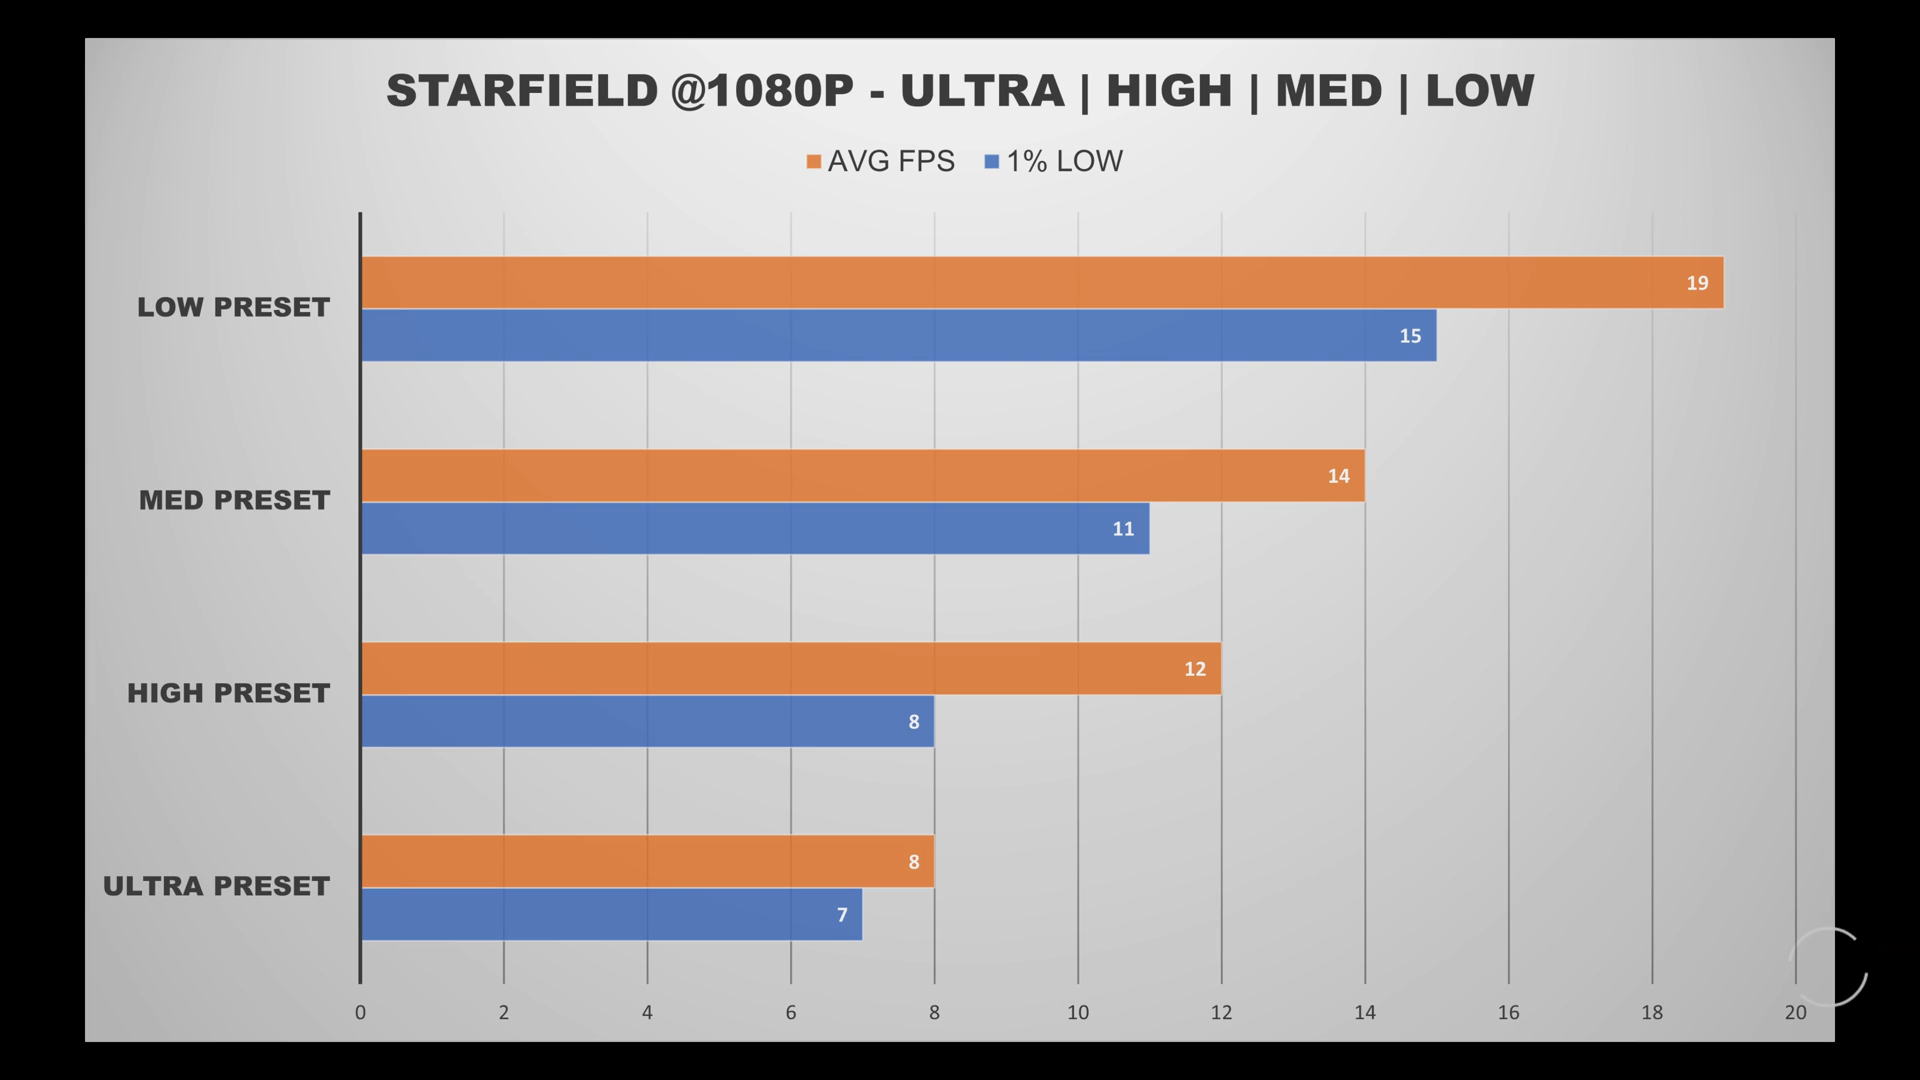 STARFIELD @1080P - ULTRA | HIGH | MED | LOW
AVG FPS 1% LOW
LOW PRESET
19
15
MED PRESET
14
11
HIGH PRESET
12
8
ULTRA PRESET
8
7
0 2 4 6 8 10 12 14 16 18 20